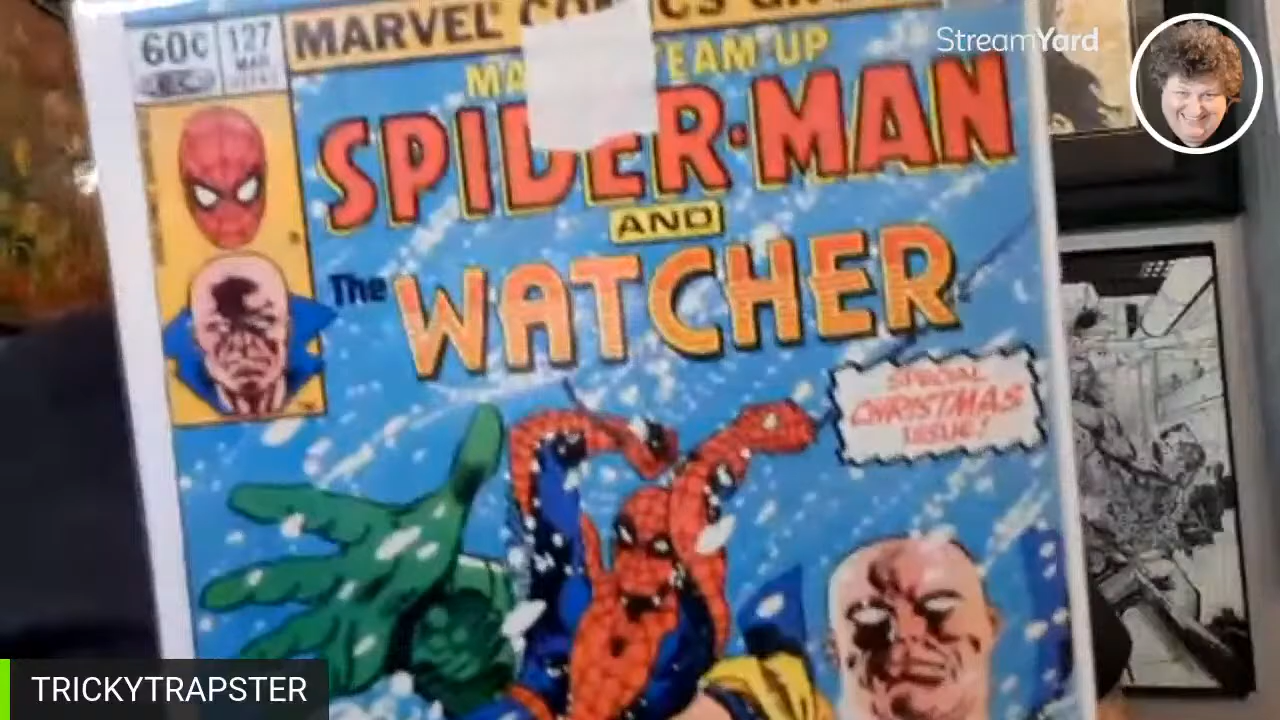 StreamYard
60¢ 127 MAR
MARVEL
TEAM-UP
SPIDER-MAN
AND
The WATCHER
SPECIAL
CHRISTMAS
ISSUE!
TRICKYTRAPSTER